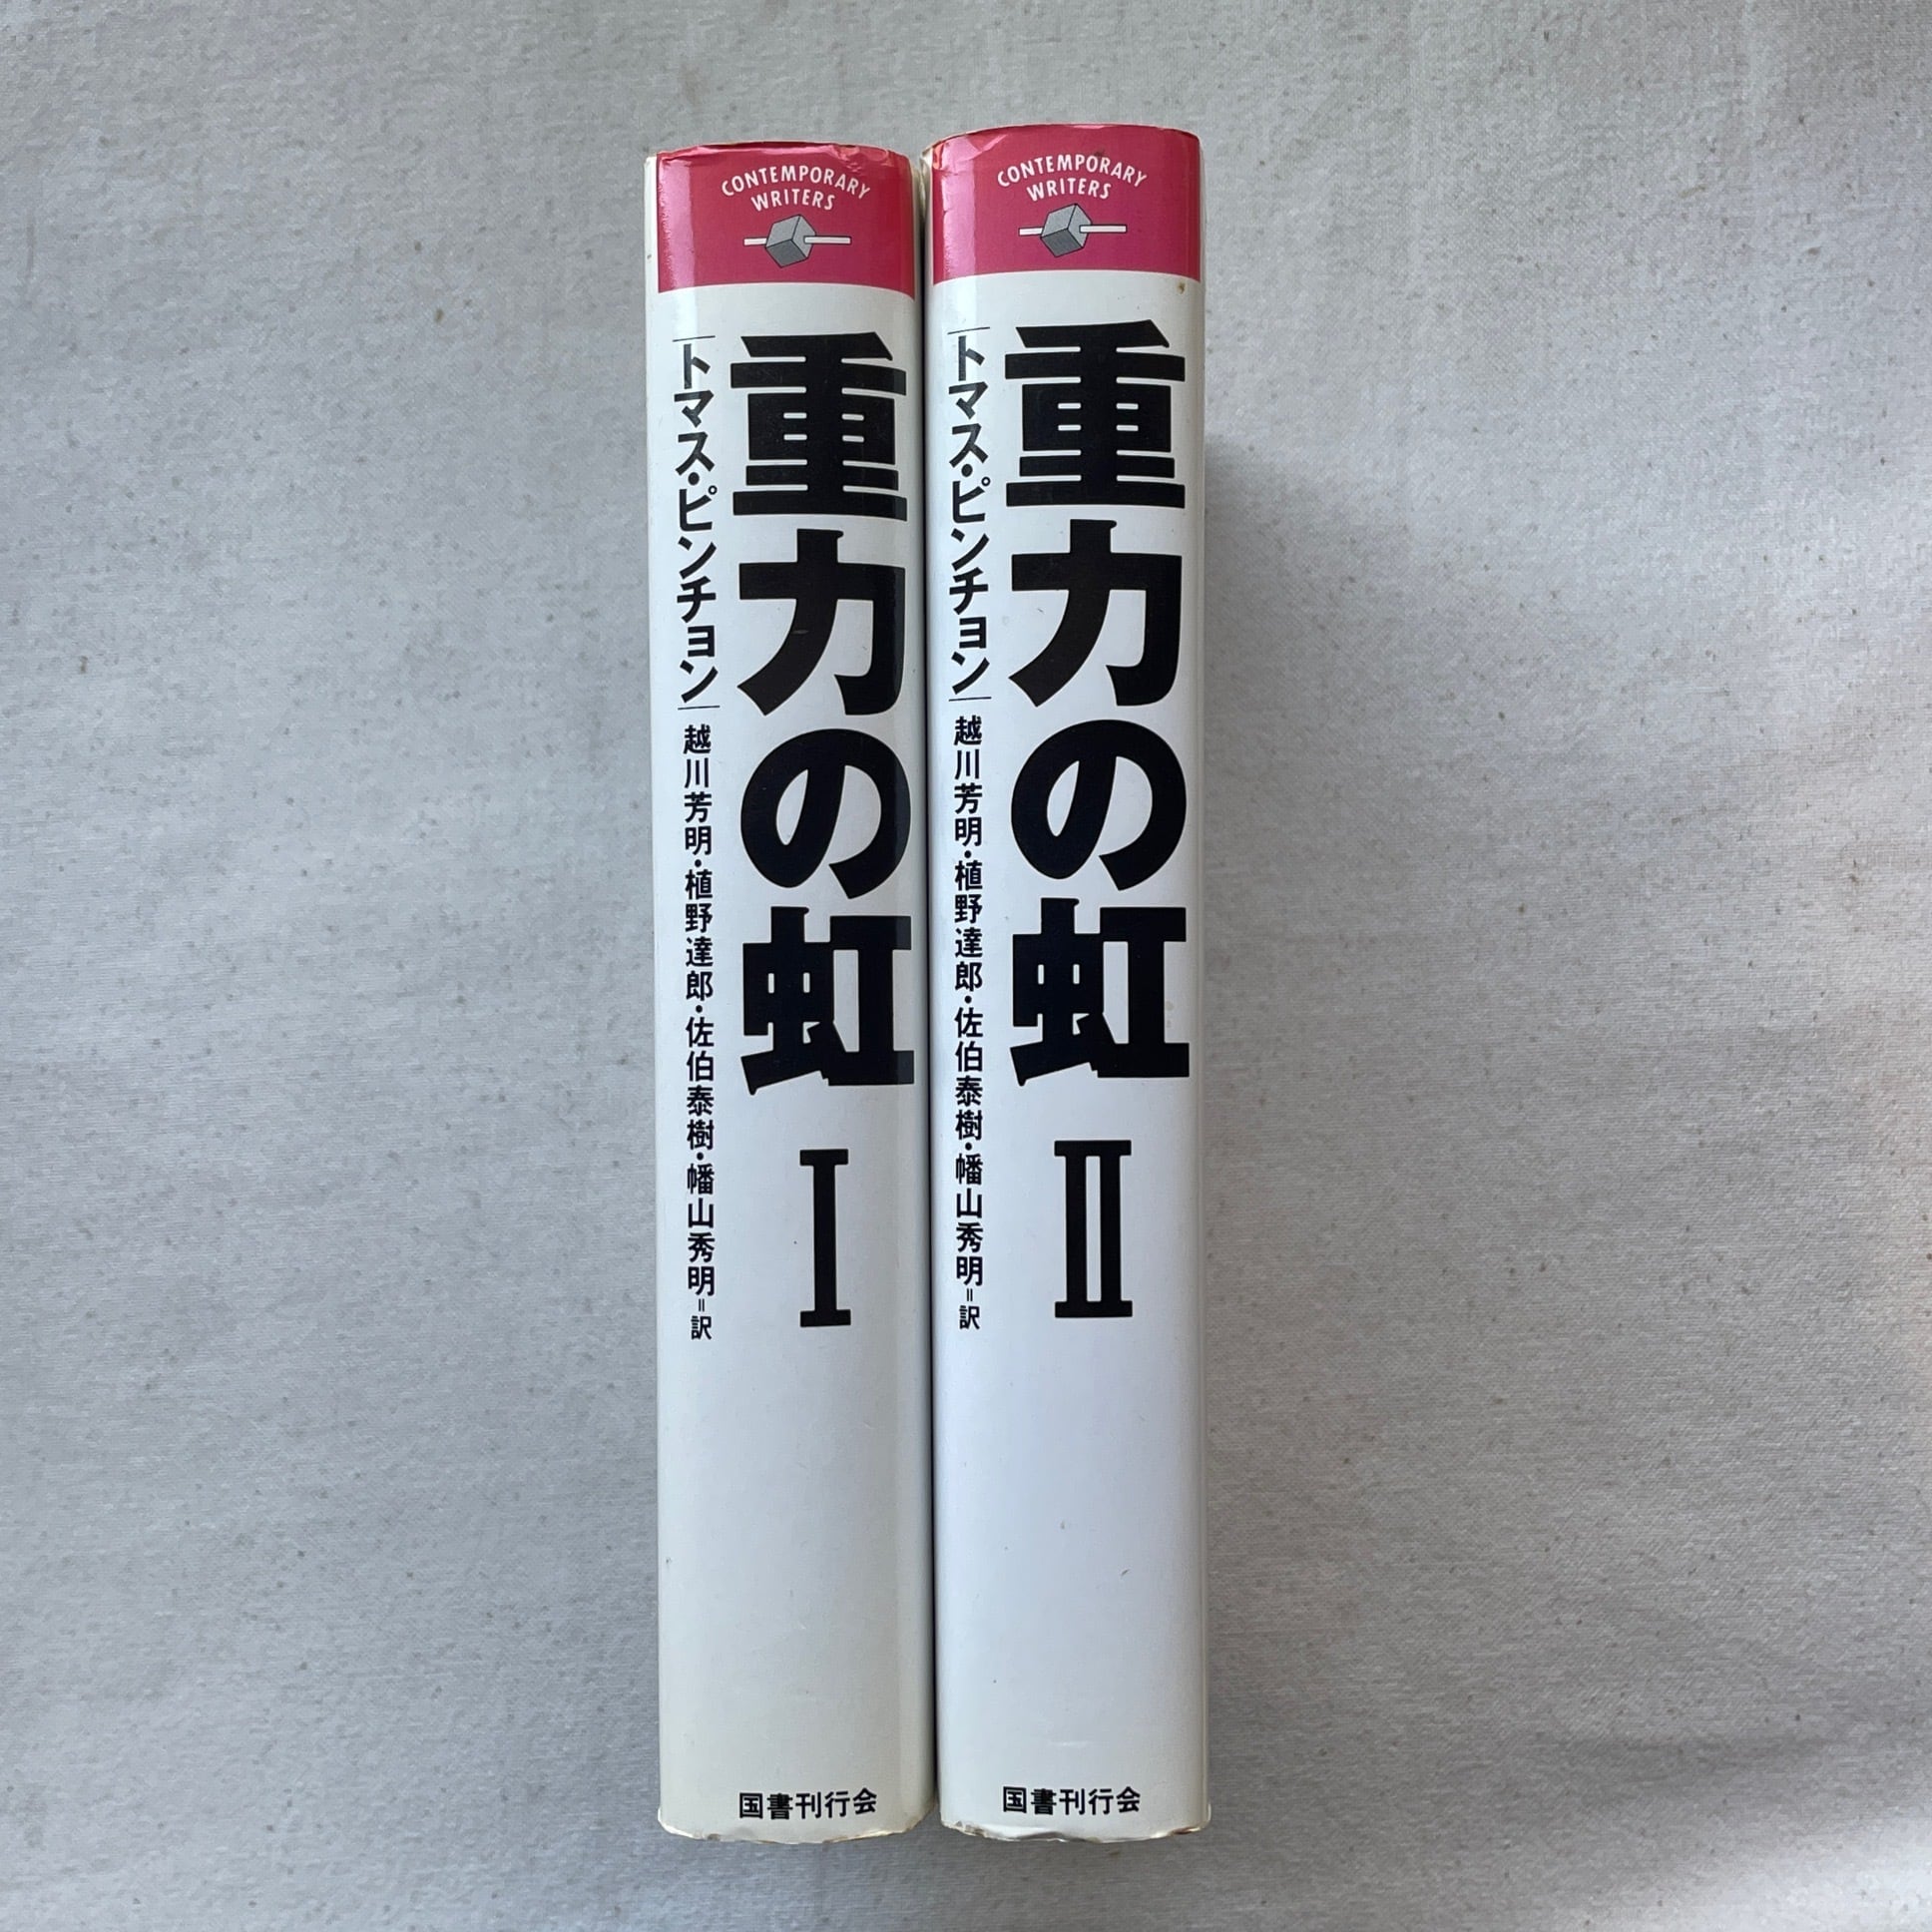 CONTEMPORARY
WRITERS
重力の虹 I
トマス・ピンチョン
越川芳明・植野達郎・佐伯泰樹・幡山秀明=訳
国書刊行会
CONTEMPORARY
WRITERS
重力の虹 II
トマス・ピンチョン
越川芳明・植野達郎・佐伯泰樹・幡山秀明=訳
国書刊行会